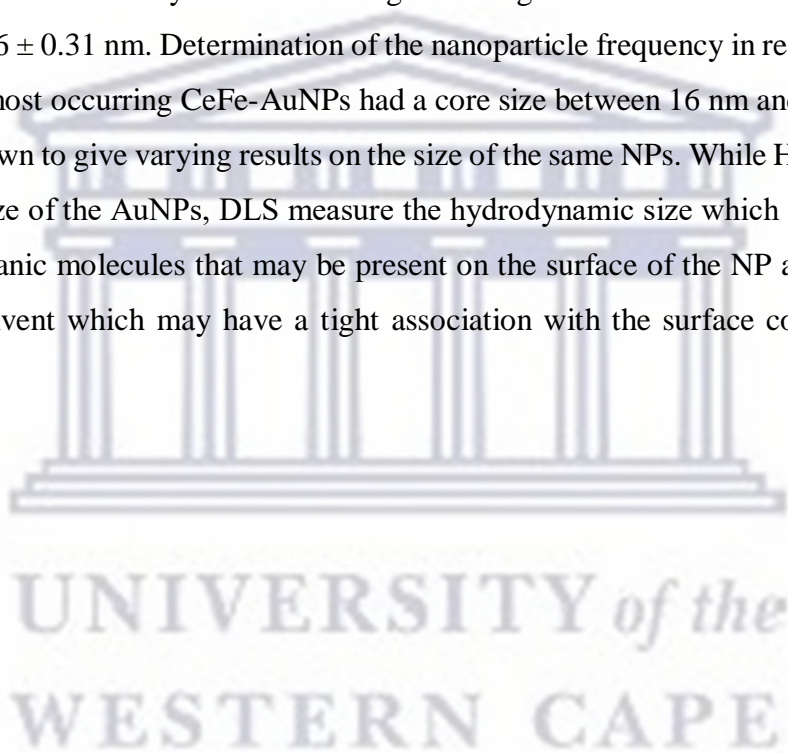 6 ± 0.31 nm. Determination of the nanoparticle frequency in re
most occurring CeFe-AuNPs had a core size between 16 nm and
wn to give varying results on the size of the same NPs. While H
ze of the AuNPs, DLS measure the hydrodynamic size which
anic molecules that may be present on the surface of the NP a
vent which may have a tight association with the surface co
UNIVERSITY of the
WESTERN CAPE